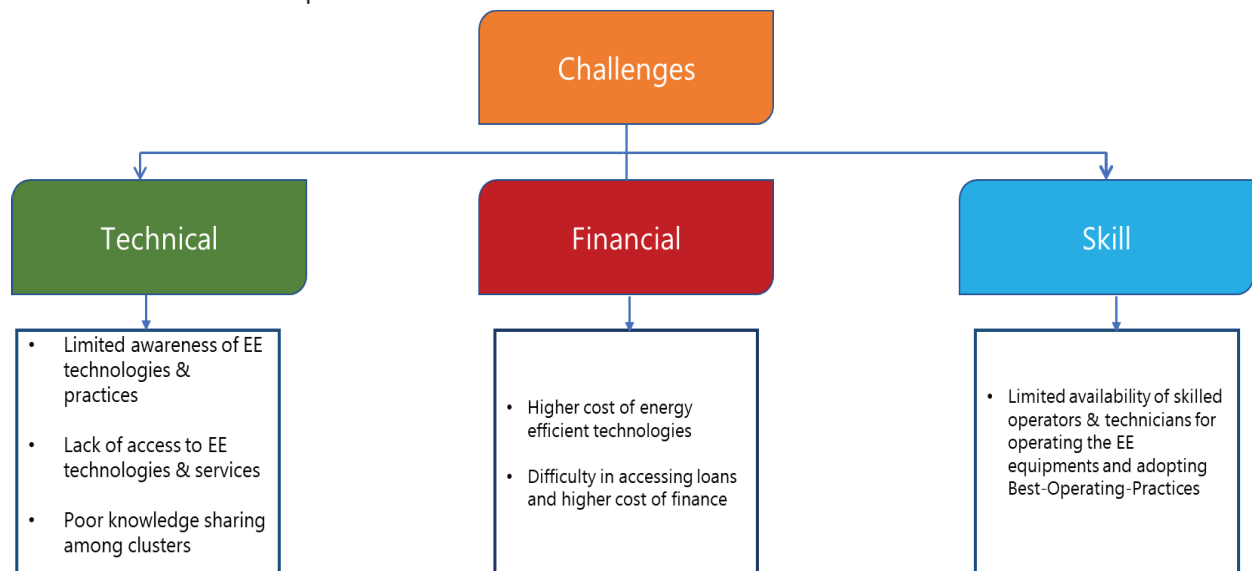 Challenges
Technical
Financial
Skill
• Limited awareness of EE
technologies &
practices
• Lack of access to EE
technologies & services
• Poor knowledge sharing
among clusters
• Higher cost of energy
efficient technologies
• Difficulty in accessing loans
and higher cost of finance
• Limited availability of skilled
operators & technicians for
operating the EE
equipments and adopting
Best-Operating-Practices